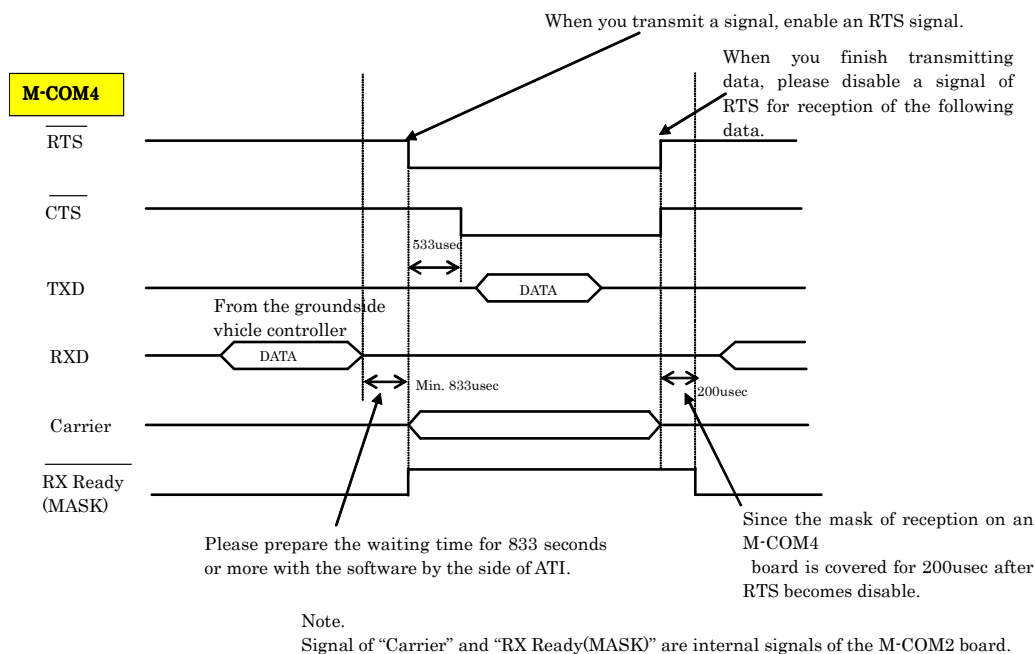 When you transmit a signal, enable an RTS signal.
When you finish transmitting
data, please disable a signal of
RTS for reception of the following
data.
M-COM4
RTS
CTS
533usec
TXD
DATA
From the groundside
vhicle controller
RXD
DATA
Min. 833usec
200usec
Carrier
RX Ready
(MASK)
Please prepare the waiting time for 833 seconds
or more with the software by the side of ATI.
Since the mask of reception on an
M-COM4
board is covered for 200usec after
RTS becomes disable.
Note.
Signal of “Carrier” and “RX Ready(MASK)” are internal signals of the M-COM2 board.